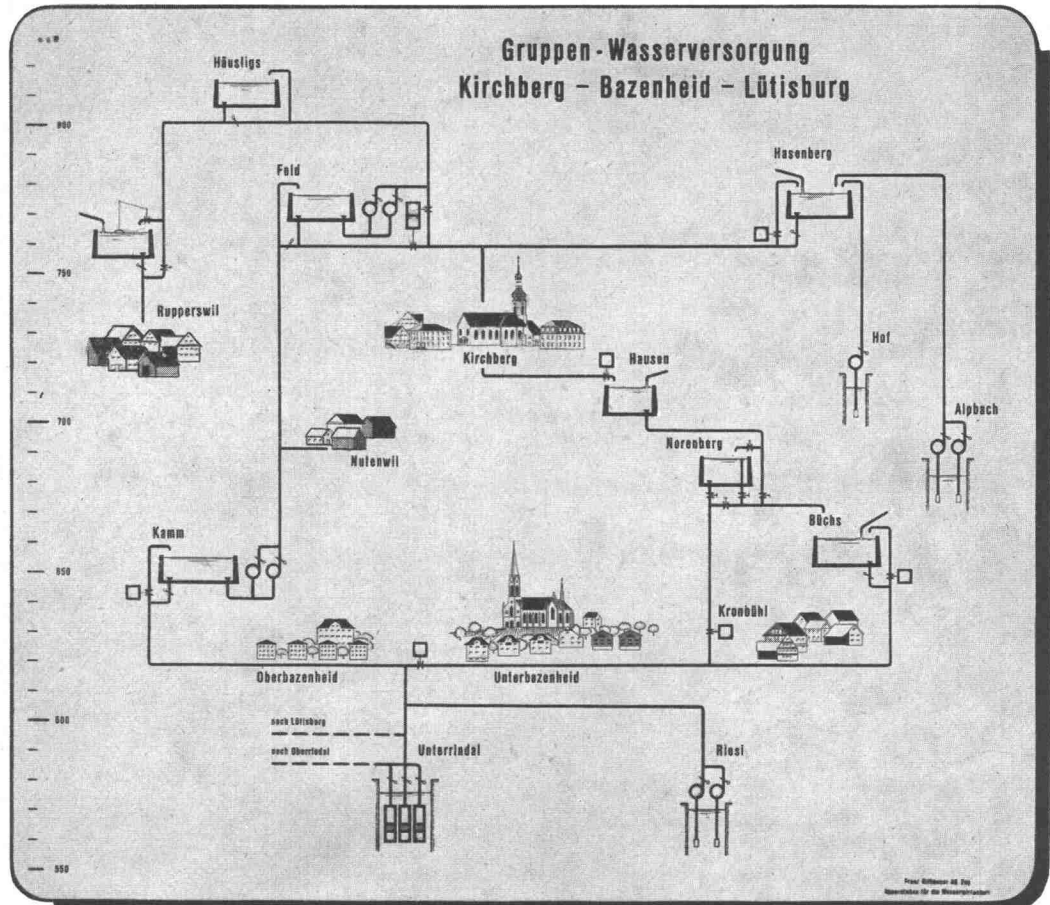 Gruppen-Wasserversorgung
Kirchberg – Bazenheid – Lütisburg
Häusligs
800
Feld
Hasenberg
750
Rupperswil
Kirchberg
Hausen
Hof
700
Alpbach
Nutenwil
Norenberg
Kamm
Büchs
650
Kronbühl
Oberbazenheid
Unterbazenheid
600
nach Lütisburg
nach Oberrindal
Unterrindal
Riesi
550